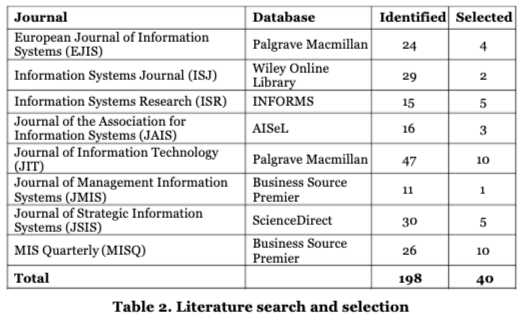 Journal Database Identified Selected
European Journal of Information
Systems (EJIS) Palgrave Macmillan 24 4
Information Systems Journal (ISJ) Wiley Online
Library 29 2
Information Systems Research (ISR) INFORMS 15 5
Journal of the Association for
Information Systems (JAIS) AISeL 16 3
Journal of Information Technology
(JIT) Palgrave Macmillan 47 10
Journal of Management Information
Systems (JMIS) Business Source
Premier 11 1
Journal of Strategic Information
Systems (JSIS) ScienceDirect 30 5
MIS Quarterly (MISQ) Business Source
Premier 26 10
Total 198 40
Table 2. Literature search and selection